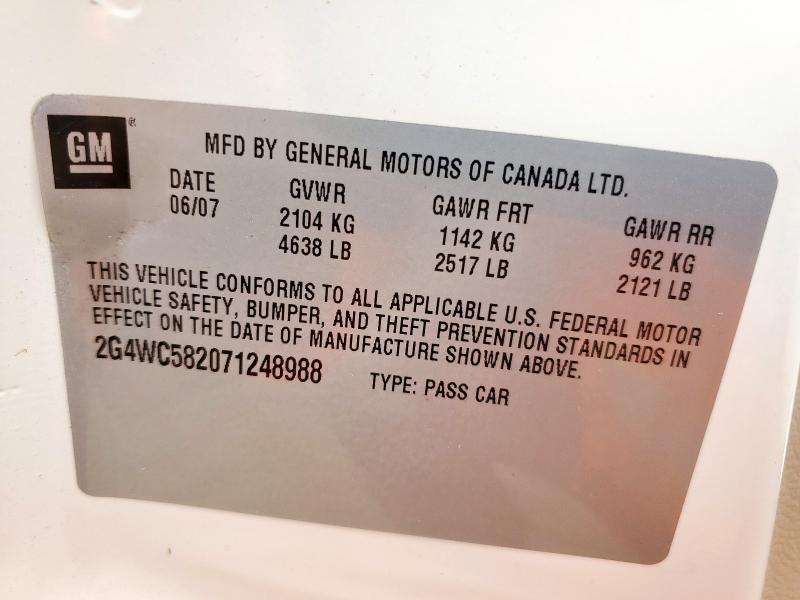 GM®
MFD BY GENERAL MOTORS OF CANADA LTD.
DATE GVWR GAWR FRT GAWR RR
06/07 2104 KG 1142 KG 962 KG
4638 LB 2517 LB 2121 LB
THIS VEHICLE CONFORMS TO ALL APPLICABLE U.S. FEDERAL MOTOR
VEHICLE SAFETY, BUMPER, AND THEFT PREVENTION STANDARDS IN
EFFECT ON THE DATE OF MANUFACTURE SHOWN ABOVE.
2G4WC582071248988 TYPE: PASS CAR